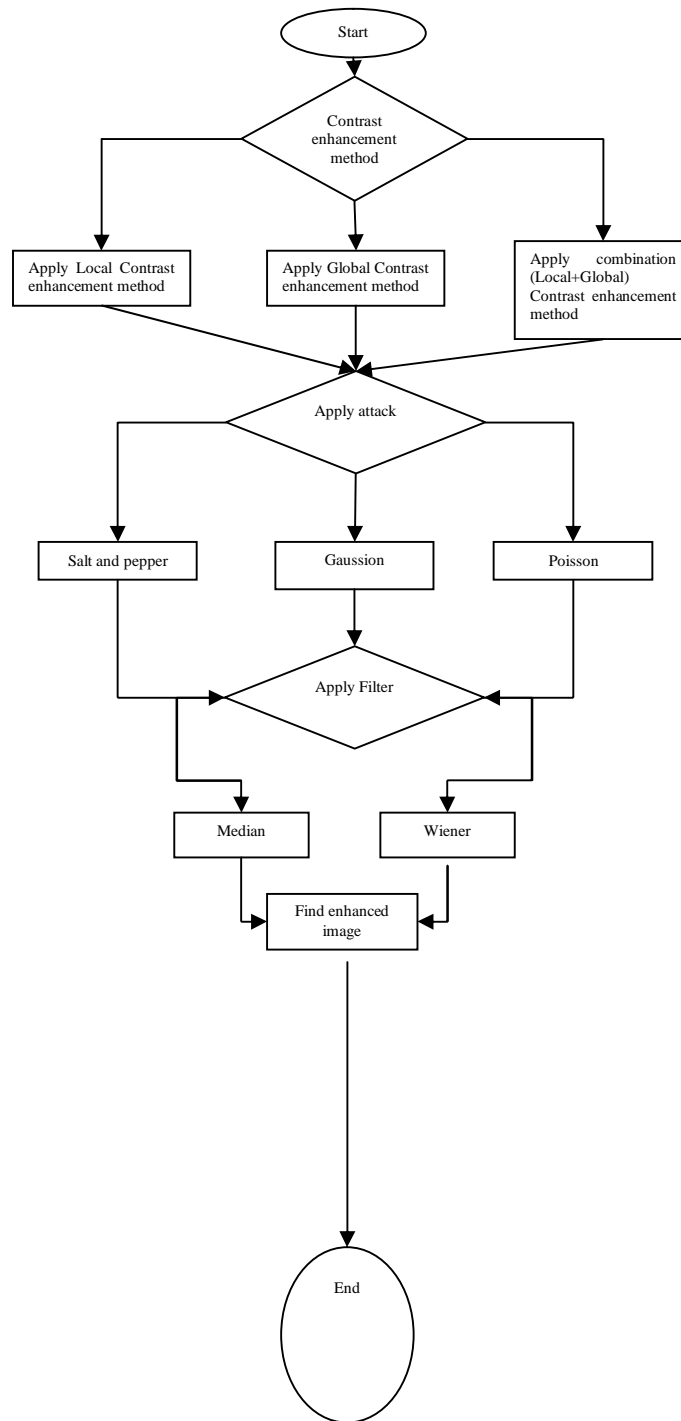 Start
Contrast
enhancement
method
Apply Local Contrast
enhancement method
Apply Global Contrast
enhancement method
Apply combination
(Local+Global)
Contrast enhancement
method
Apply attack
Salt and pepper
Gaussion
Poisson
Apply Filter
Median
Wiener
Find enhanced
image
End